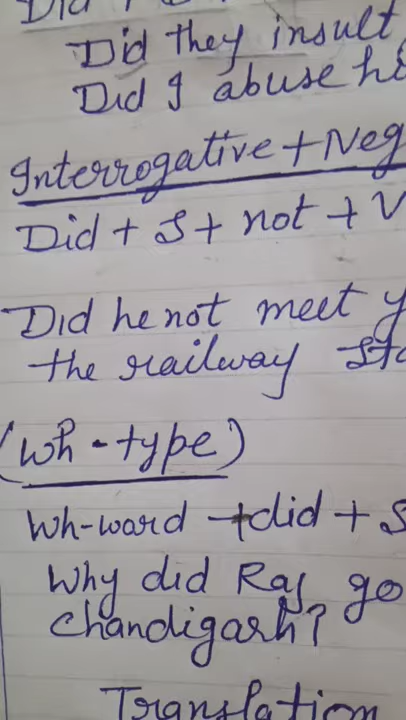 Did they insult
Did I abuse
Interrogative + Neg
Did + S + not + V
Did he not meet
the railway
(Wh-type)
Wh-ward + did + S
Why did Raj go
Chandigarh?
Translation